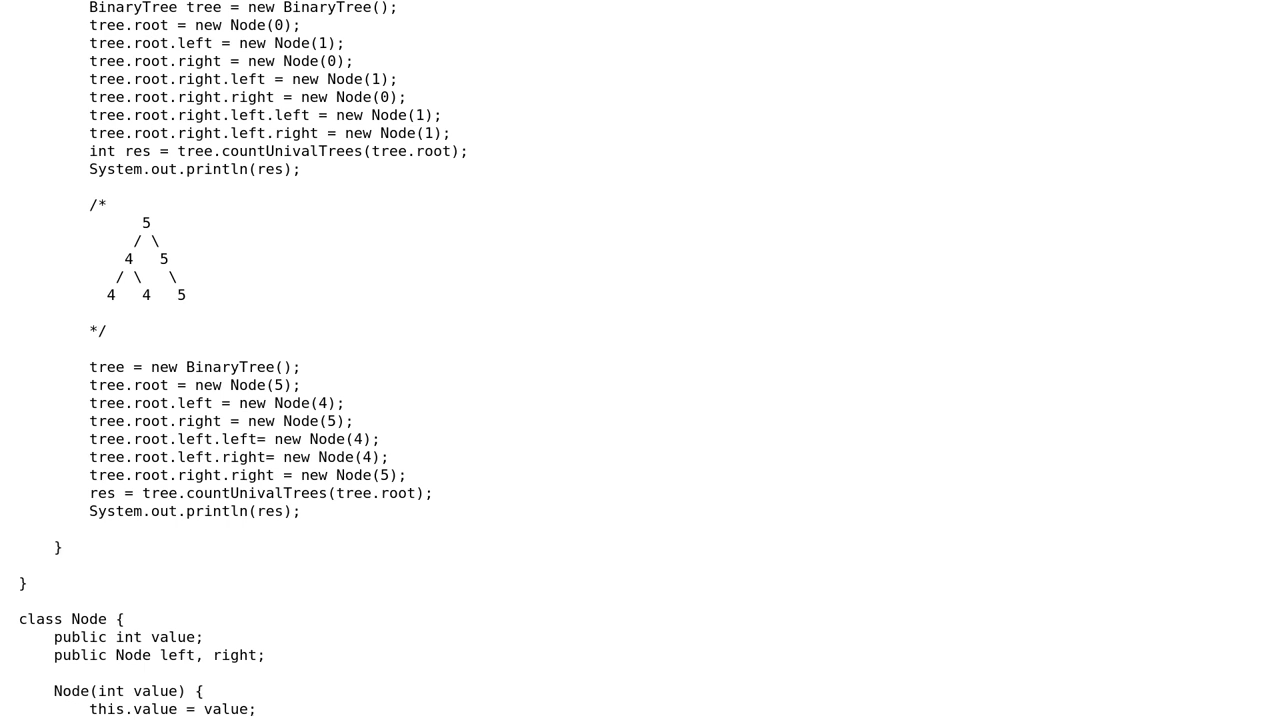 BinaryTree tree = new BinaryTree();
        tree.root = new Node(0);
        tree.root.left = new Node(1);
        tree.root.right = new Node(0);
        tree.root.right.left = new Node(1);
        tree.root.right.right = new Node(0);
        tree.root.right.left.left = new Node(1);
        tree.root.right.left.right = new Node(1);
        int res = tree.countUnivalTrees(tree.root);
        System.out.println(res);

        /*
              5
             / \
            4   5
           / \   \
          4   4   5

        */

        tree = new BinaryTree();
        tree.root = new Node(5);
        tree.root.left = new Node(4);
        tree.root.right = new Node(5);
        tree.root.left.left= new Node(4);
        tree.root.left.right= new Node(4);
        tree.root.right.right = new Node(5);
        res = tree.countUnivalTrees(tree.root);
        System.out.println(res);

    }

}

class Node {
    public int value;
    public Node left, right;

    Node(int value) {
        this.value = value;